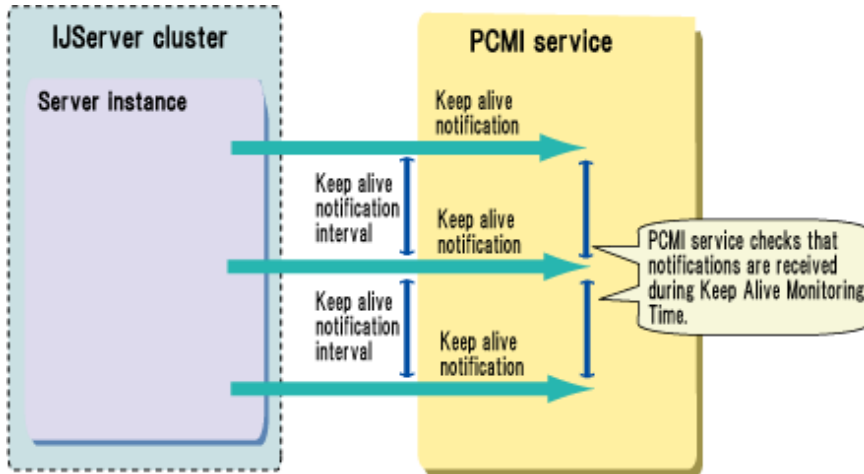 IJServer cluster
PCMI service
Server instance
Keep alive
notification
Keep alive
notification
interval
Keep alive
notification
PCMI service checks that
notifications are received
during Keep Alive Monitoring
Time.
Keep alive
notification
interval
Keep alive
notification